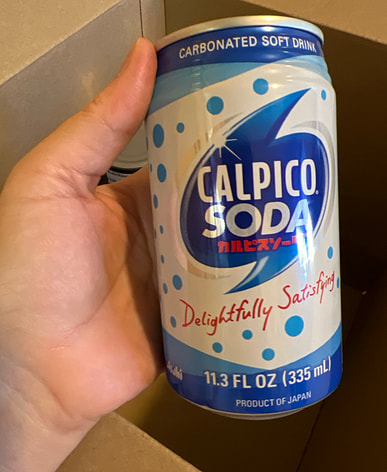 CARBONATED SOFT DRINK
CALPICO®
SODA
カルピスソーダ
Delightfully Satisfying
Asahi
11.3 FL OZ (335 mL)
PRODUCT OF JAPAN